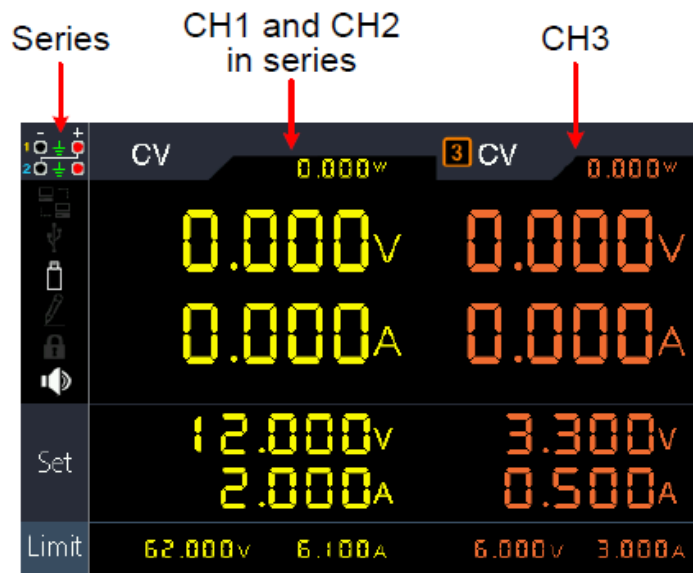 Series
CH1 and CH2
in series
CH3
- +
1
2
CV
0.000W
3 CV
0.000W
0.000V
0.000V
0.000A
0.000A
Set
12.000V
3.300V
2.000A
0.500A
Limit
62.000V 6.100A
6.000V 3.000A